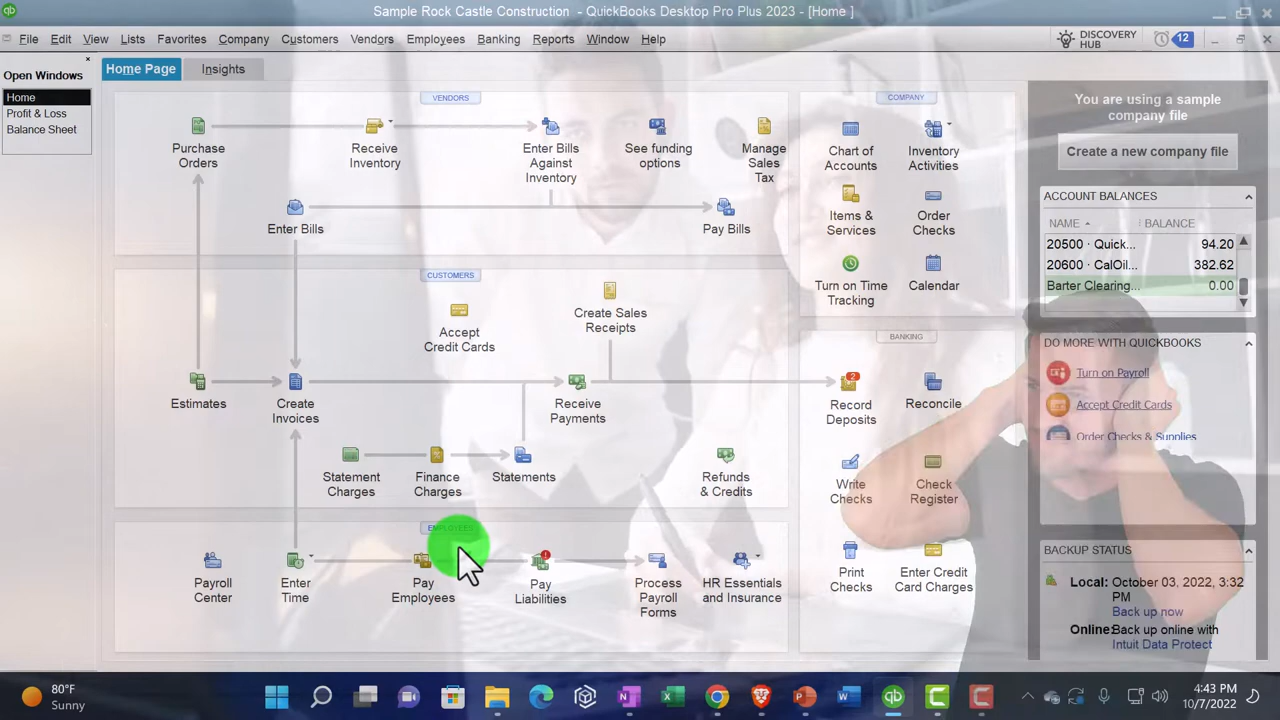 Sample Rock Castle Construction - QuickBooks Desktop Pro Plus 2023 - [Home ]
File Edit View Lists Favorites Company Customers Vendors Employees Banking Reports Window Help
DISCOVERY
HUB
12
Open Windows
Home
Profit & Loss
Balance Sheet
Home Page
Insights
VENDORS
Purchase
Orders
Receive
Inventory
Enter Bills
Against
Inventory
See funding
options
Manage
Sales
Tax
Enter Bills
Pay Bills
CUSTOMERS
Accept
Credit Cards
Create Sales
Receipts
Estimates
Create
Invoices
Receive
Payments
Statement
Charges
Finance
Charges
Statements
Refunds
& Credits
EMPLOYEES
Payroll
Center
Enter
Time
Pay
Employees
Pay
Liabilities
Process
Payroll
Forms
HR Essentials
and Insurance
COMPANY
Chart of
Accounts
Inventory
Activities
Items &
Services
Order
Checks
Turn on Time
Tracking
Calendar
BANKING
2
Record
Deposits
Reconcile
Write
Checks
Check
Register
Print
Checks
Enter Credit
Card Charges
You are using a sample
company file
Create a new company file
ACCOUNT BALANCES
NAME BALANCE
20500 · Quick... 94.20
20600 · CalOil... 382.62
Barter Clearing... 0.00
DO MORE WITH QUICKBOOKS
Turn on Payroll
Accept Credit Cards
Order Checks & Supplies
BACKUP STATUS
Local: October 03, 2022, 3:32
PM
Back up now
Online: Back up online with
Intuit Data Protect
80°F
Sunny
4:43 PM
10/7/2022